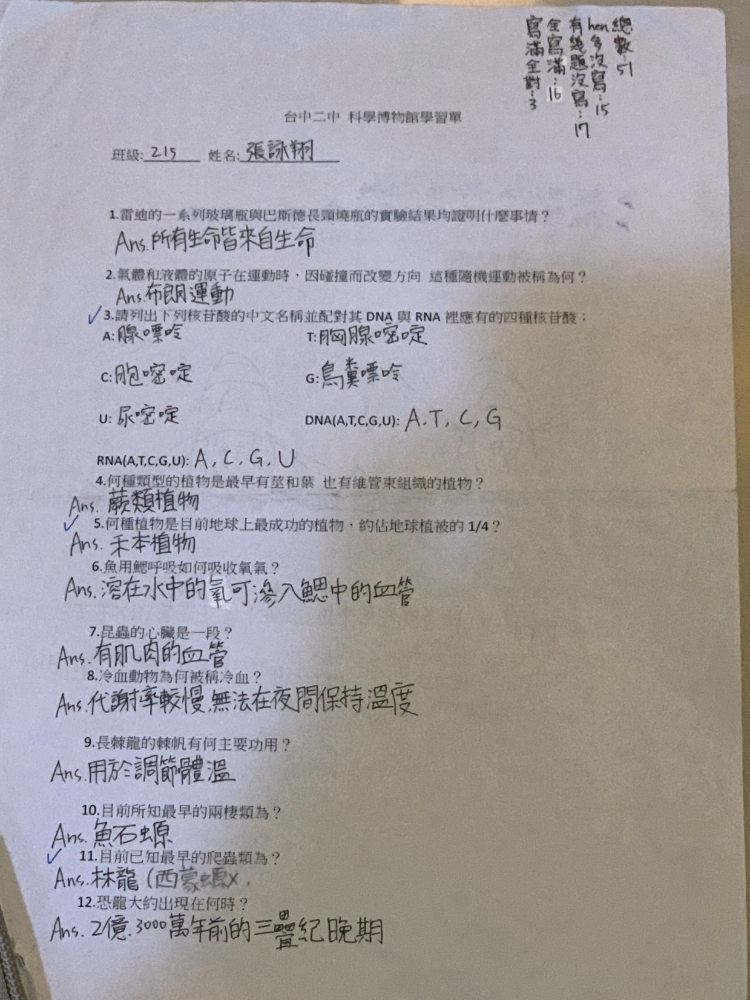 總數:51
hen多沒寫:15
有幾題沒寫:17
全寫滿:16
寫滿全對:3
台中二中 科學博物館學習單
班級:215 姓名:張詠翔
1.雷迪的一系列玻璃瓶與巴斯德長頸燒瓶的實驗結果均證明什麼事情？
Ans.所有生命皆來自生命
2.氣體和液體的原子在運動時，因碰撞而改變方向 這種隨機運動被稱為何？
Ans.布朗運動
✓3.請列出下列核苷酸的中文名稱並配對其 DNA 與 RNA 裡應有的四種核苷酸：
A:腺嘌呤 T:胸腺嘧啶
C:胞嘧啶 G:鳥糞嘌呤
U:尿嘧啶 DNA(A,T,C,G,U): A.T, C, G
RNA(A,T,C,G,U): A, C, G, U
4.何種類型的植物是最早有莖和葉 也有維管束組織的植物？
Ans. 蕨類植物
✓ 5.何種植物是目前地球上最成功的植物，約佔地球植被的 1/4？
Ans. 禾本植物
6.魚用鰓呼吸如何吸收氧氣？
Ans.溶在水中的氧可滲入鰓中的血管
7.昆蟲的心臟是一段？
Ans.有肌肉的血管
8.冷血動物為何被稱冷血？
Ans.代謝率較慢,無法在夜間保持溫度
9.長棘龍的棘帆有何主要功用？
Ans.用於調節體溫
10.目前所知最早的兩棲類為？
Ans.魚石螈
✓ 11.目前已知最早的爬蟲類為？
Ans.林龍 (西蒙螈x.
12.恐龍大約出現在何時？
Ans. 2億.3000萬年前的三疊紀晚期